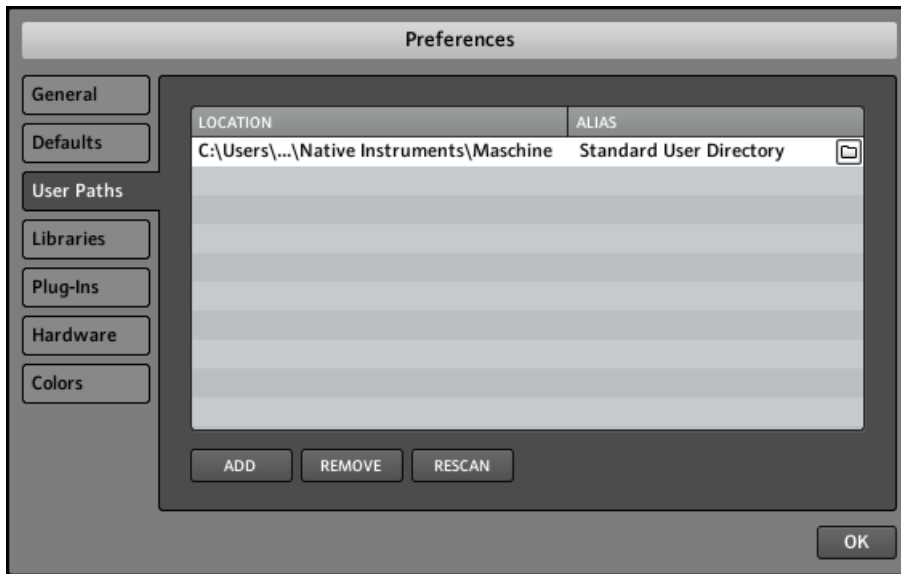 Preferences
General
Defaults
User Paths
Libraries
Plug-Ins
Hardware
Colors
LOCATION ALIAS
C:\Users\...\Native Instruments\Maschine Standard User Directory
ADD REMOVE RESCAN
OK